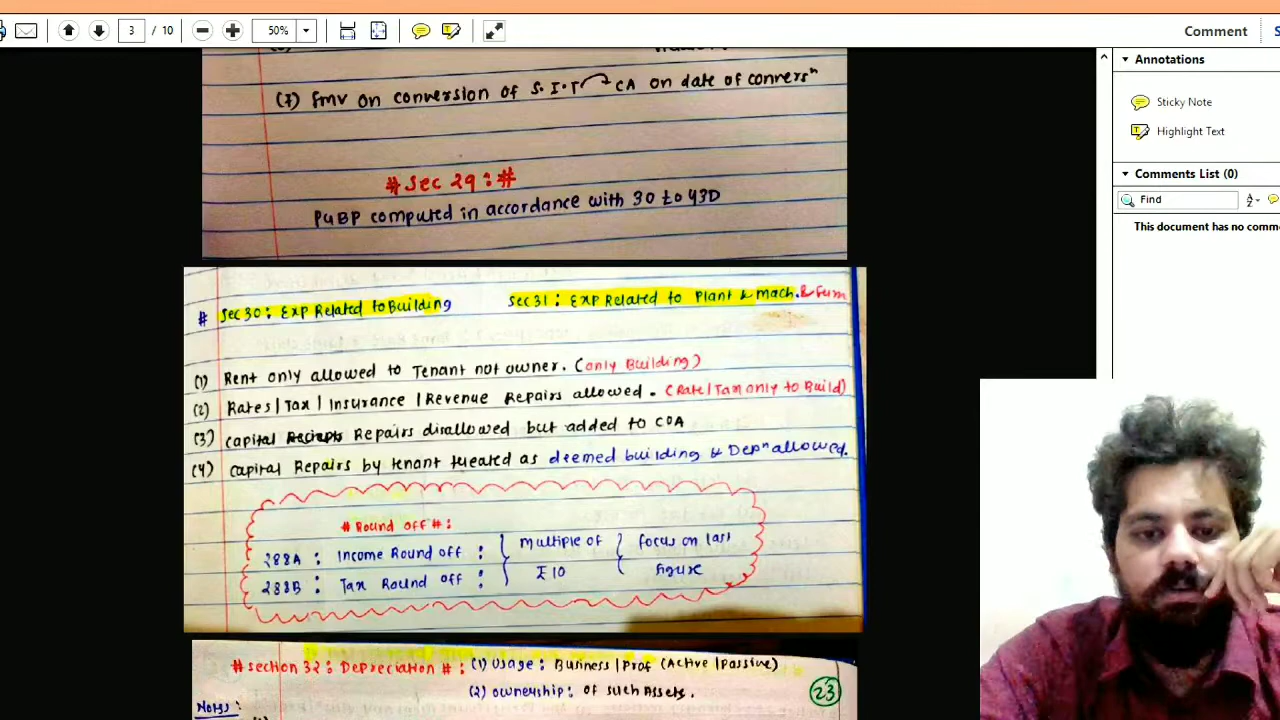 3 / 10
50%
Comment
Annotations
Sticky Note
Highlight Text
Comments List (0)
Find
This document has no comme
(7) fmv on conversion of S.I.T CA on date of conversⁿ
# Sec 29 : #
PGBP computed in accordance with 30 to 43D
# Sec 30 : Exp Related to Building
Sec 31 : Exp Related to Plant & mach. & furn
(1) Rent only allowed to Tenant not owner. (only Building)
(2) Rates | Tax | Insurance | Revenue Repairs allowed. (Rate | Tax only to Build)
(3) capital Repairs disallowed but added to COA
(4) capital Repairs by tenant treated as deemed building & Depⁿ allowed.
# Round off # :
288A : Income Round off : multiple of focus on last
288B : Tax Round off : ₹10 figure
# section 32 : Depreciation # : (1) Usage : Business | Prof (Active | Passive)
(2) ownership : of such Assets.
23
Notes :